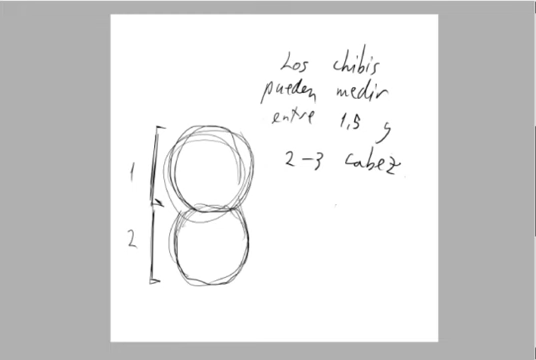 Los chibis
pueden medir
entre 1,5 y
2-3 cabez
1
2